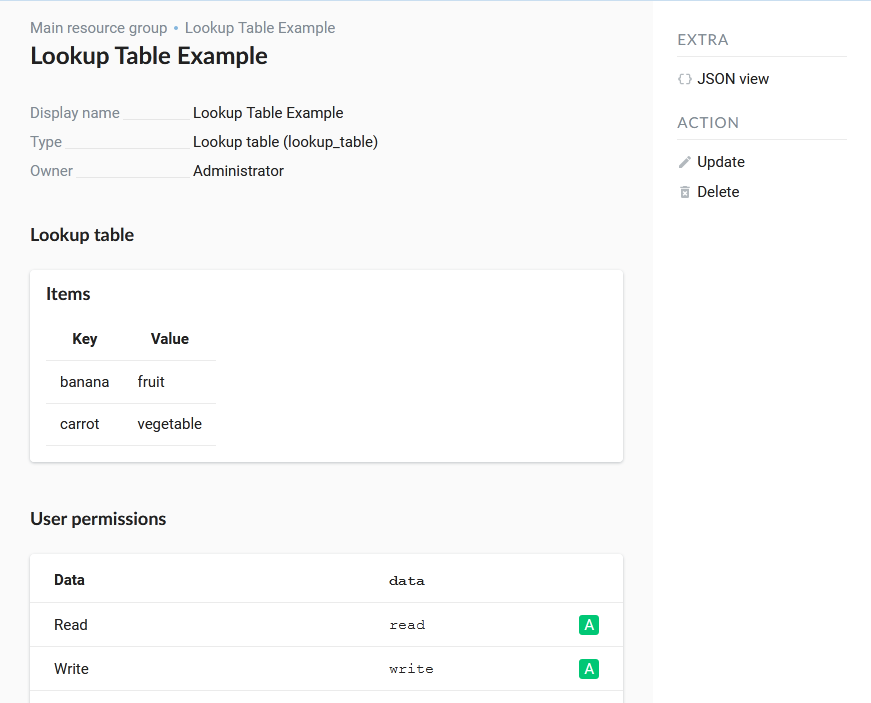 Main resource group • Lookup Table Example
Lookup Table Example
Display name Lookup Table Example
Type Lookup table (lookup_table)
Owner Administrator
Lookup table
Items
Key Value
banana fruit
carrot vegetable
User permissions
Data data
Read read A
Write write A
EXTRA
{} JSON view
ACTION
Update
Delete